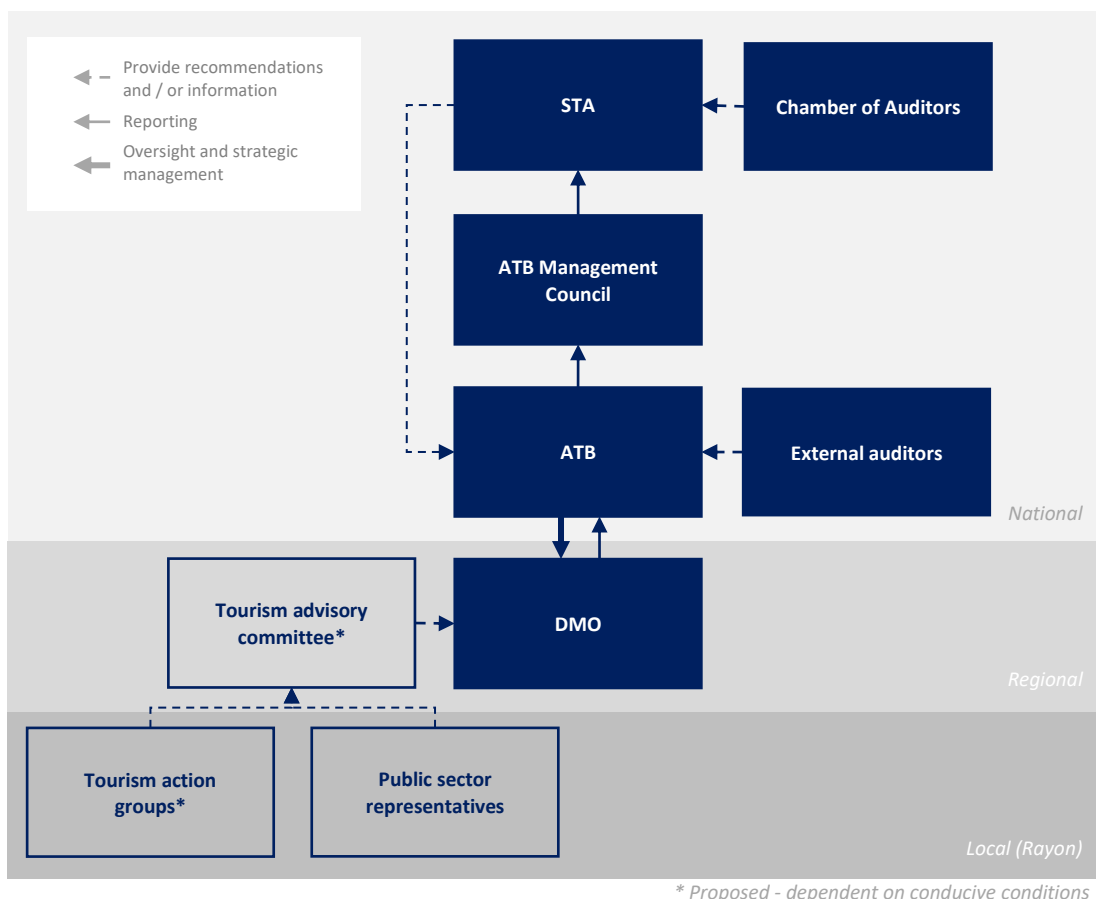 Provide recommendations
and / or information
Reporting
Oversight and strategic
management
STA
Chamber of Auditors
ATB Management
Council
ATB
External auditors
National
Tourism advisory
committee*
DMO
Regional
Tourism action
groups*
Public sector
representatives
Local (Rayon)
* Proposed - dependent on conducive conditions